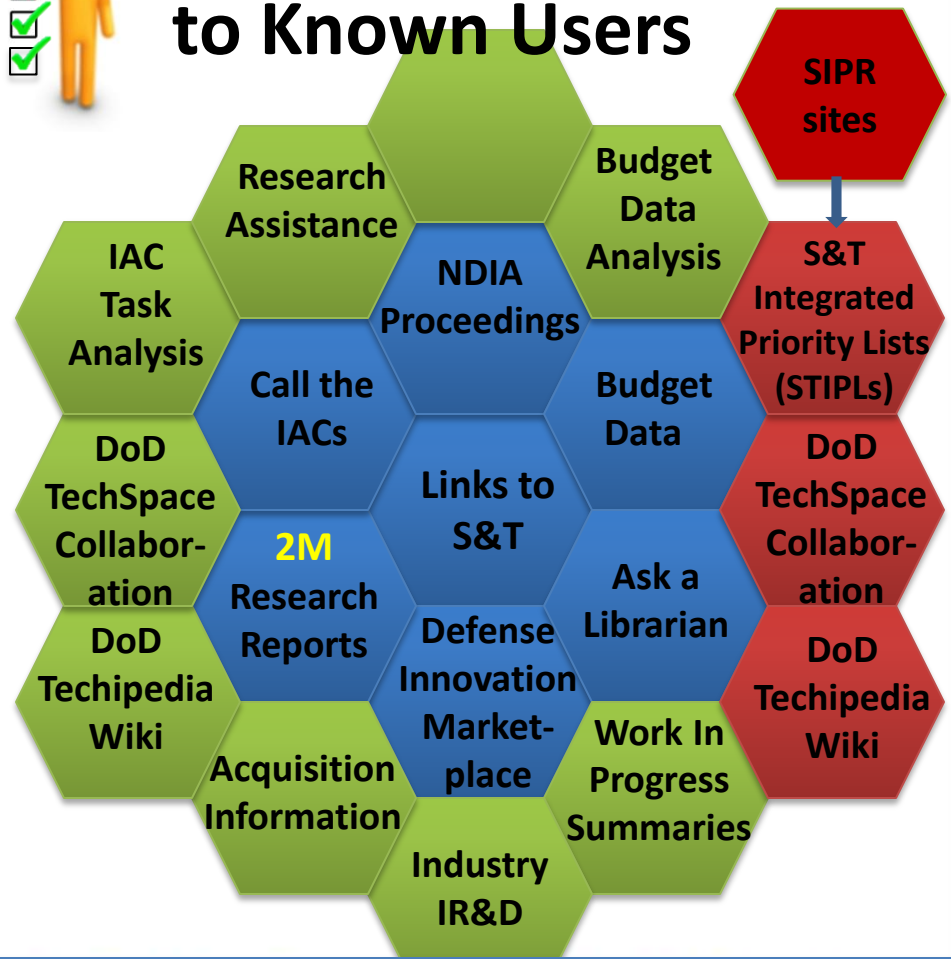 to Known Users
SIPR
sites
Research
Assistance
Budget
Data
Analysis
IAC
Task
Analysis
NDIA
Proceedings
S&T
Integrated
Priority Lists
(STIPLs)
Call the
IACs
Budget
Data
DoD
TechSpace
Collabor-
ation
Links to
S&T
DoD
TechSpace
Collabor-
ation
2M
Research
Reports
Ask a
Librarian
DoD
Techipedia
Wiki
Defense
Innovation
Market-
place
DoD
Techipedia
Wiki
Acquisition
Information
Work In
Progress
Summaries
Industry
IR&D